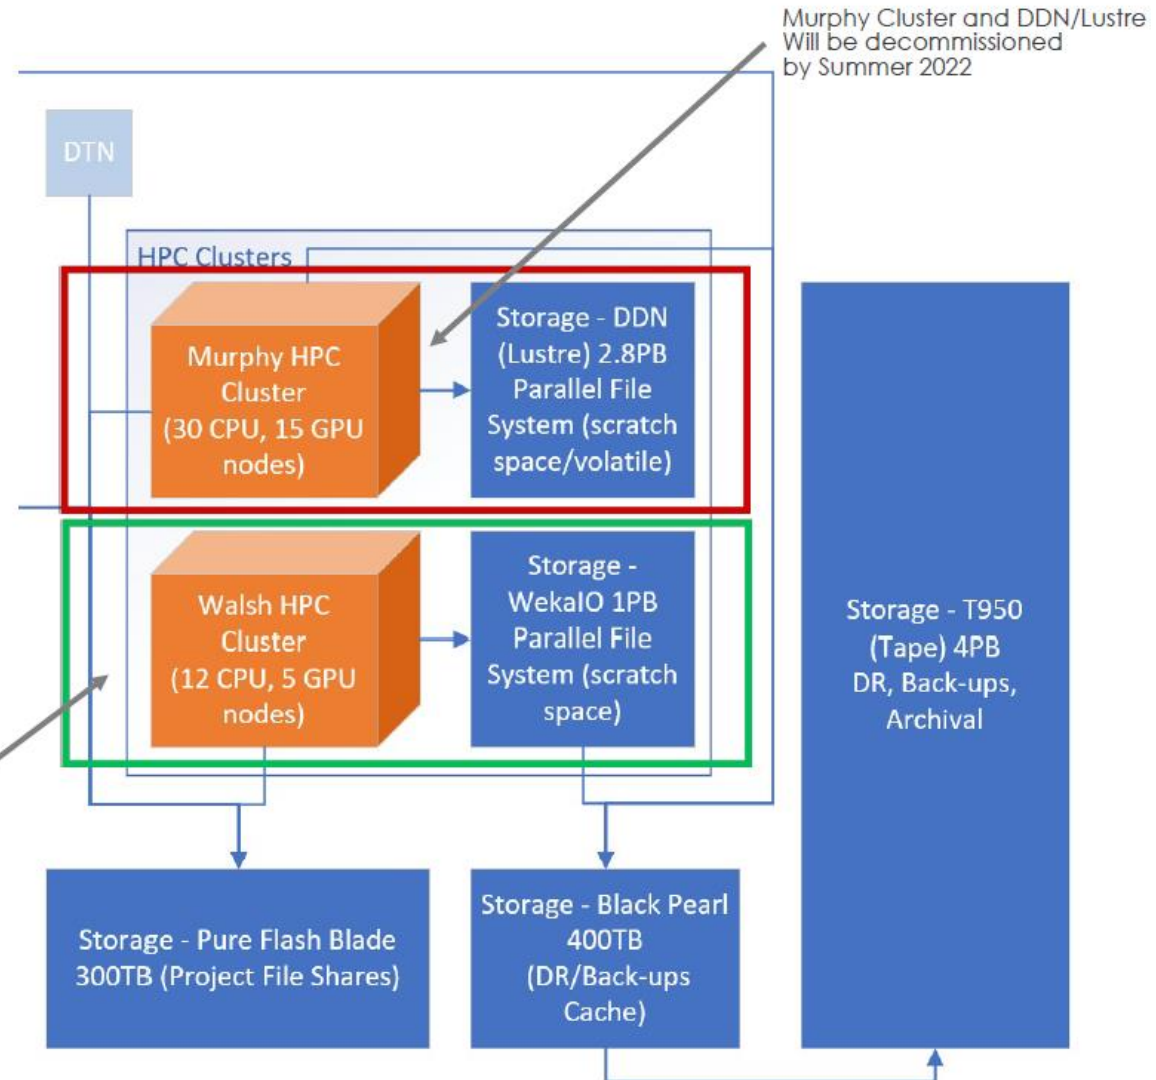 Murphy Cluster and DDN/Lustre
Will be decommissioned
by Summer 2022
DTN
HPC Clusters
Murphy HPC
Cluster
(30 CPU, 15 GPU
nodes)
Storage - DDN
(Lustre) 2.8PB
Parallel File
System (scratch
space/volatile)
Walsh HPC
Cluster
(12 CPU, 5 GPU
nodes)
Storage -
WekaIO 1PB
Parallel File
System (scratch
space)
Storage - T950
(Tape) 4PB
DR, Back-ups,
Archival
Storage - Pure Flash Blade
300TB (Project File Shares)
Storage - Black Pearl
400TB
(DR/Back-ups
Cache)